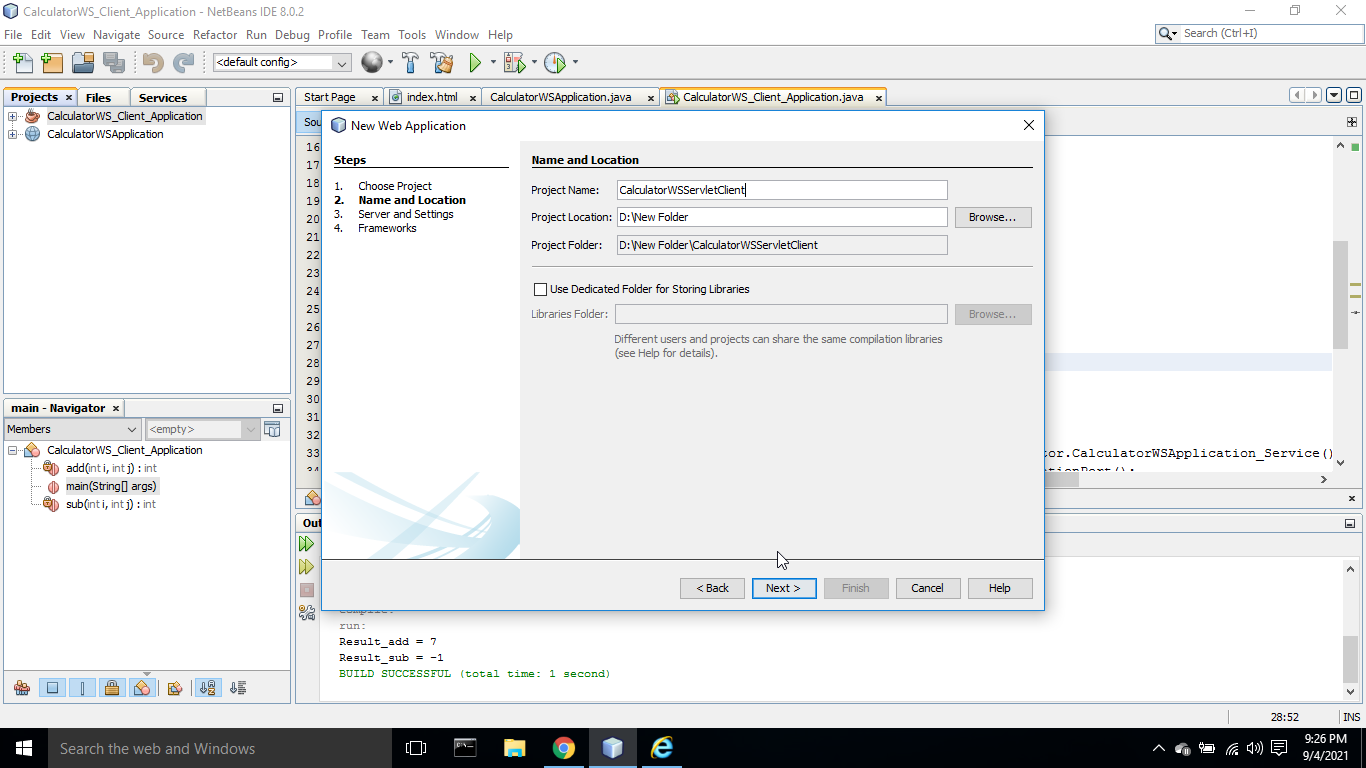 CalculatorWS_Client_Application - NetBeans IDE 8.0.2
File Edit View Navigate Source Refactor Run Debug Profile Team Tools Window Help
Search (Ctrl+I)
<default config>
Projects Files Services
CalculatorWS_Client_Application
CalculatorWSApplication
Start Page index.html CalculatorWSApplication.java CalculatorWS_Client_Application.java
Sou
16
17
18
19
20
21
22
23
24
25
26
27
28
29
30
31
32
33
34
tor.CalculatorWSApplication_Service()
New Web Application
Steps
1. Choose Project
2. Name and Location
3. Server and Settings
4. Frameworks
Name and Location
Project Name: CalculatorWSServletClient
Project Location: D:\New Folder Browse...
Project Folder: D:\New Folder\CalculatorWSServletClient
Use Dedicated Folder for Storing Libraries
Libraries Folder: Browse...
Different users and projects can share the same compilation libraries
(see Help for details).
< Back Next > Finish Cancel Help
main - Navigator
Members <empty>
CalculatorWS_Client_Application
add(int i, int j) : int
main(String[] args)
sub(int i, int j) : int
Out
compile:
run:
Result_add = 7
Result_sub = -1
BUILD SUCCESSFUL (total time: 1 second)
28:52 INS
Search the web and Windows
9:26 PM
9/4/2021